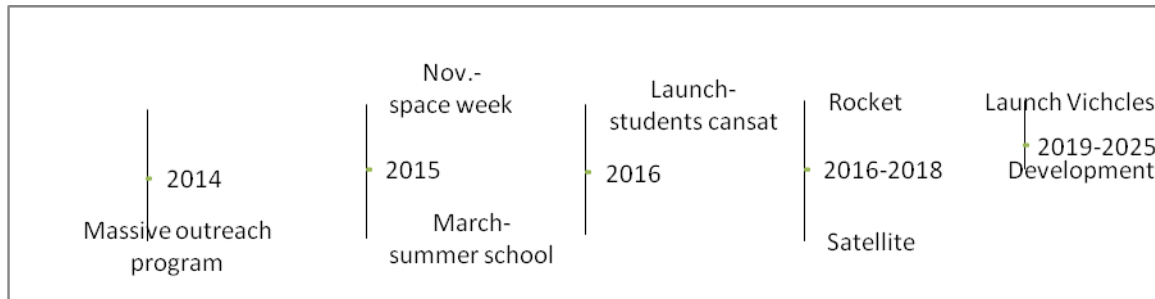 2014
Massive outreach
program
Nov.-
space week
2015
March-
summer school
Launch-
students cansat
2016
Rocket
2016-2018
Satellite
Launch Vichcles
2019-2025
Development